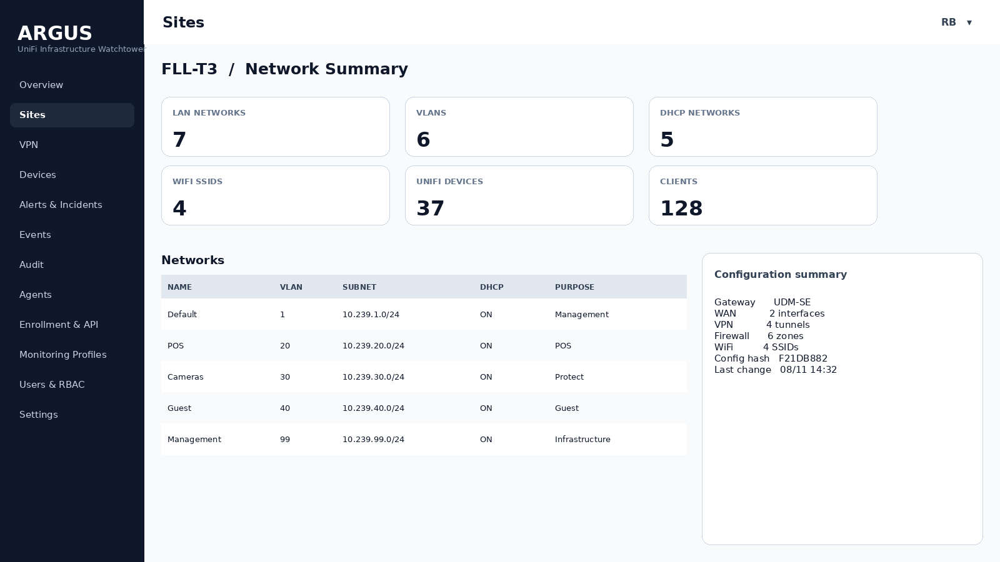 ARGUS
UniFi Infrastructure Watchtower
Overview
Sites
VPN
Devices
Alerts & Incidents
Events
Audit
Agents
Enrollment & API
Monitoring Profiles
Users & RBAC
Settings
Sites
RB ▼
FLL-T3 / Network Summary
LAN NETWORKS
7
VLANS
6
DHCP NETWORKS
5
WIFI SSIDS
4
UNIFI DEVICES
37
CLIENTS
128
Networks
NAME VLAN SUBNET DHCP PURPOSE
Default 1 10.239.1.0/24 ON Management
POS 20 10.239.20.0/24 ON POS
Cameras 30 10.239.30.0/24 ON Protect
Guest 40 10.239.40.0/24 ON Guest
Management 99 10.239.99.0/24 ON Infrastructure
Configuration summary
Gateway UDM-SE
WAN 2 interfaces
VPN 4 tunnels
Firewall 6 zones
WiFi 4 SSIDs
Config hash F21DB882
Last change 08/11 14:32